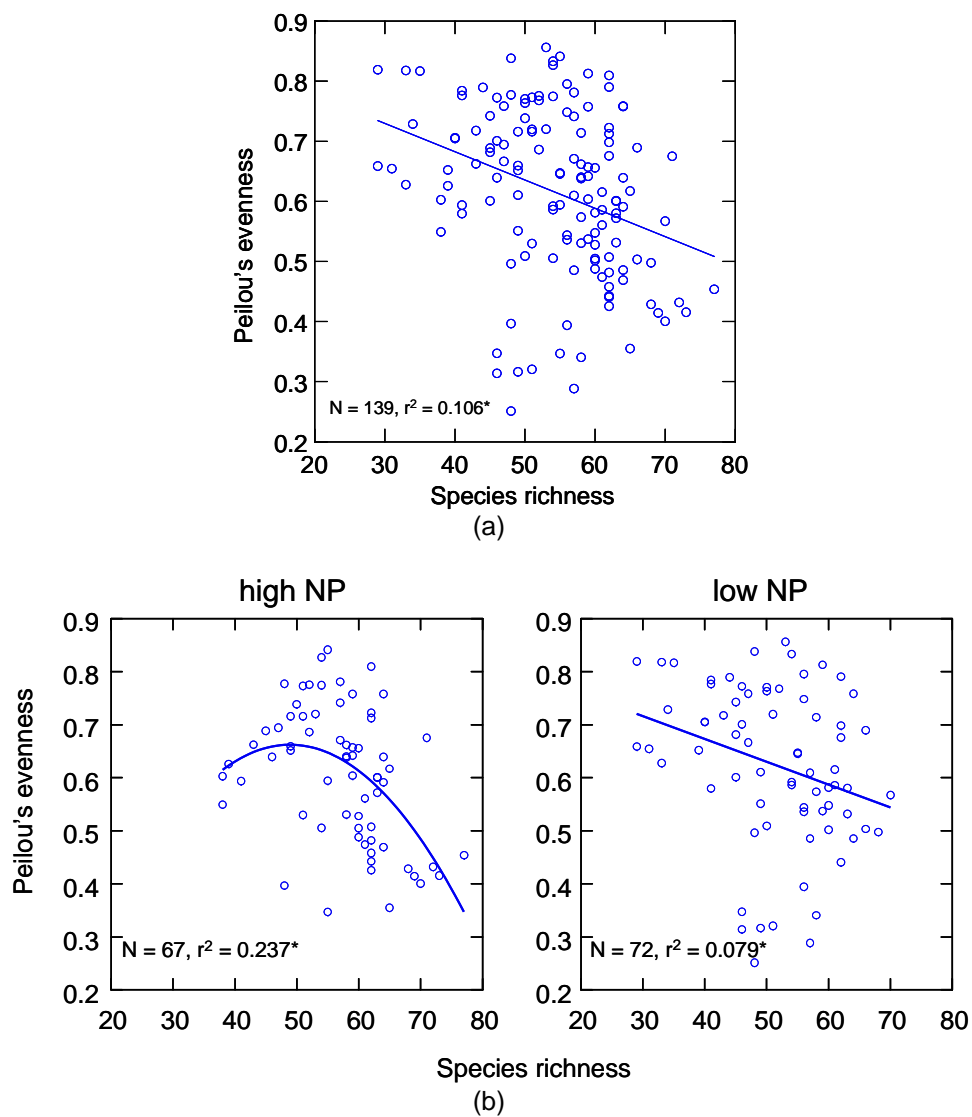 0.9
0.8
0.7
0.6
0.5
0.4
0.3
0.2
Peilou's evenness
N = 139, r² = 0.106*
20 30 40 50 60 70 80
Species richness
(a)
high NP
low NP
0.9
0.8
0.7
0.6
0.5
0.4
0.3
0.2
Peilou's evenness
N = 67, r² = 0.237*
20 30 40 50 60 70 80
0.9
0.8
0.7
0.6
0.5
0.4
0.3
0.2
N = 72, r² = 0.079*
20 30 40 50 60 70 80
Species richness
(b)